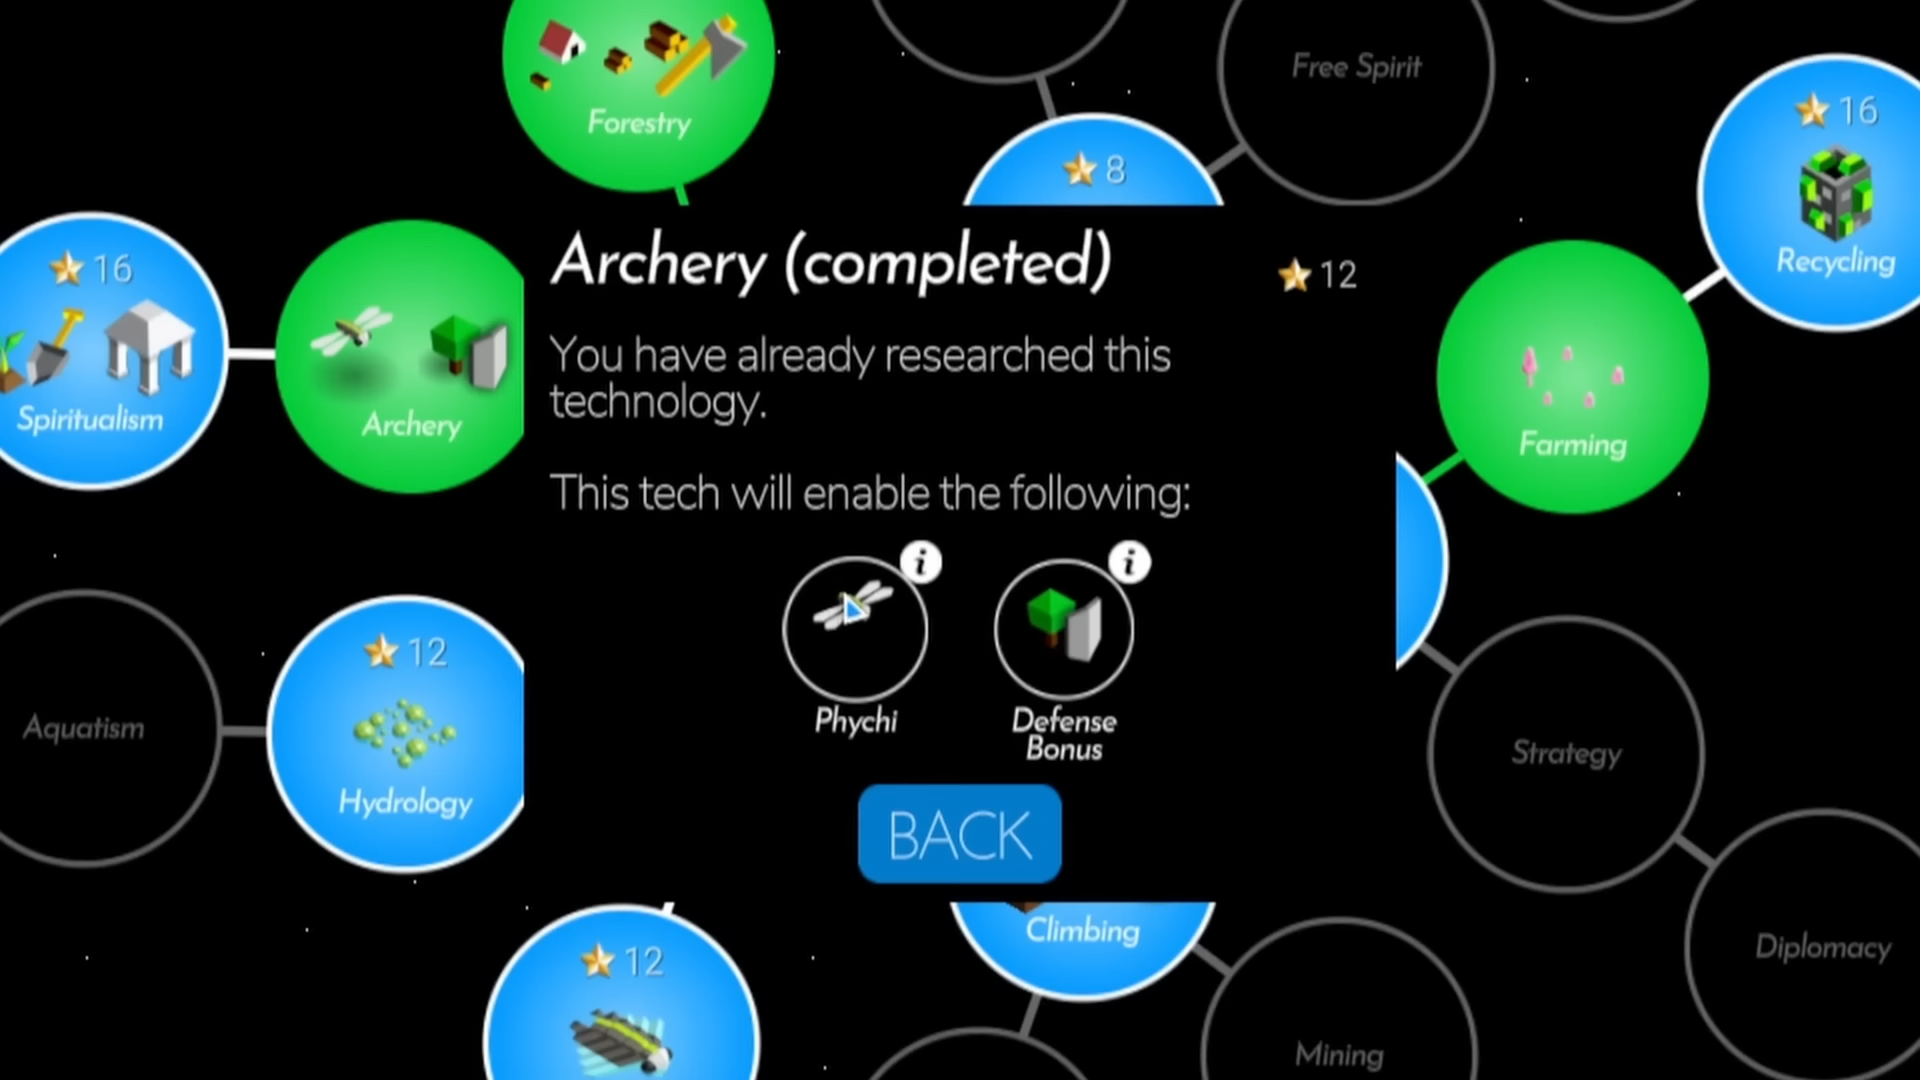 Forestry
Free Spirit
16
Recycling
8
16
Spiritualism
Archery
Archery (completed)
12
You have already researched this
technology.
This tech will enable the following:
i
i
Phychi
Defense
Bonus
BACK
Farming
Aquatism
12
Hydrology
Strategy
Diplomacy
12
Climbing
Mining